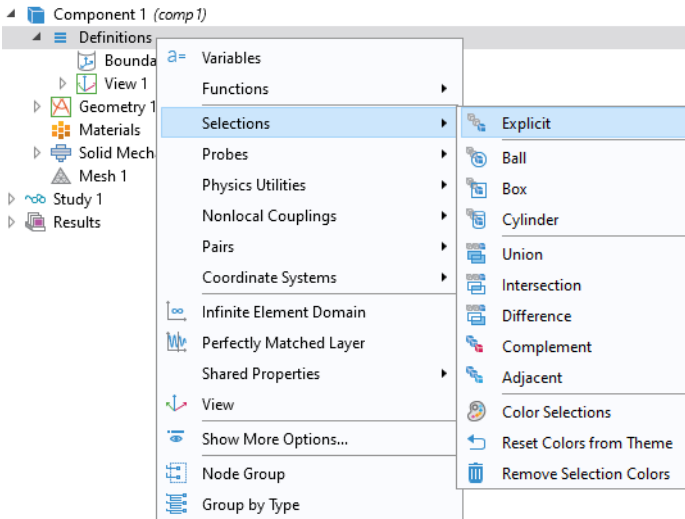 Component 1 (comp1)
Definitions
Bounda
View 1
Geometry 1
Materials
Solid Mech
Mesh 1
Study 1
Results
a= Variables
Functions
Selections
Probes
Physics Utilities
Nonlocal Couplings
Pairs
Coordinate Systems
Infinite Element Domain
Perfectly Matched Layer
Shared Properties
View
Show More Options...
Node Group
Group by Type
Explicit
Ball
Box
Cylinder
Union
Intersection
Difference
Complement
Adjacent
Color Selections
Reset Colors from Theme
Remove Selection Colors